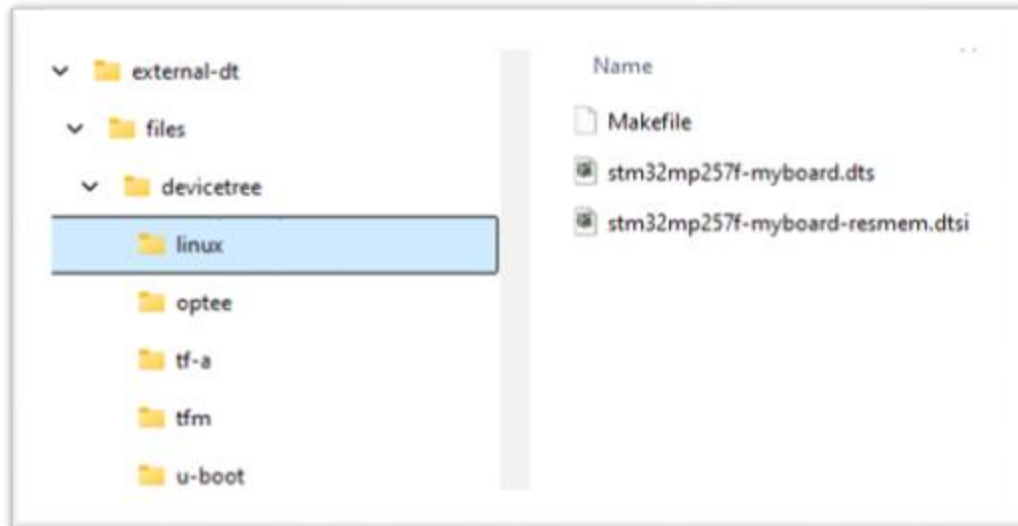 external-dt
files
devicetree
linux
optee
tf-a
tfm
u-boot
Name
Makefile
stm32mp257f-myboard.dts
stm32mp257f-myboard-resmem.dtsi